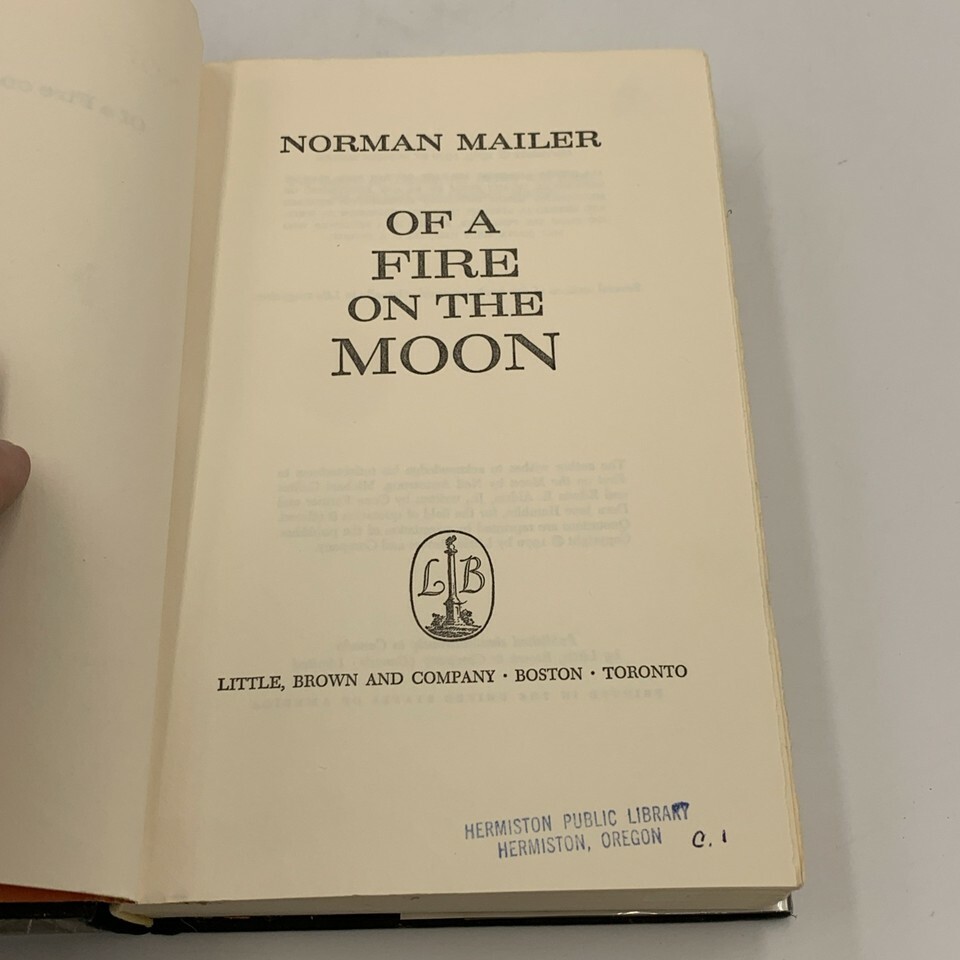 NORMAN MAILER
OF A
FIRE
ON THE
MOON
L B
LITTLE, BROWN AND COMPANY · BOSTON · TORONTO
HERMISTON PUBLIC LIBRARY
HERMISTON, OREGON C. 1